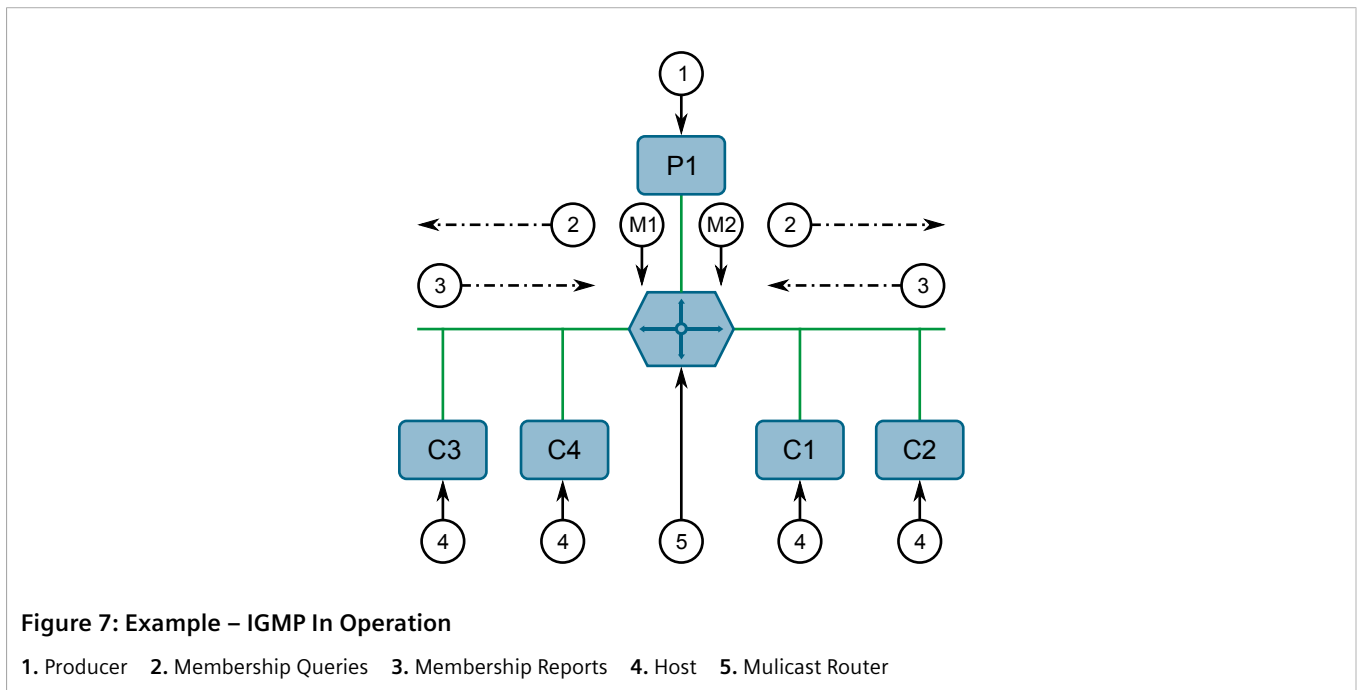 1
P1
2 M1 M2 2
3 3
C3 C4 C1 C2
4 4 5 4 4
Figure 7: Example – IGMP In Operation
1. Producer 2. Membership Queries 3. Membership Reports 4. Host 5. Mulicast Router